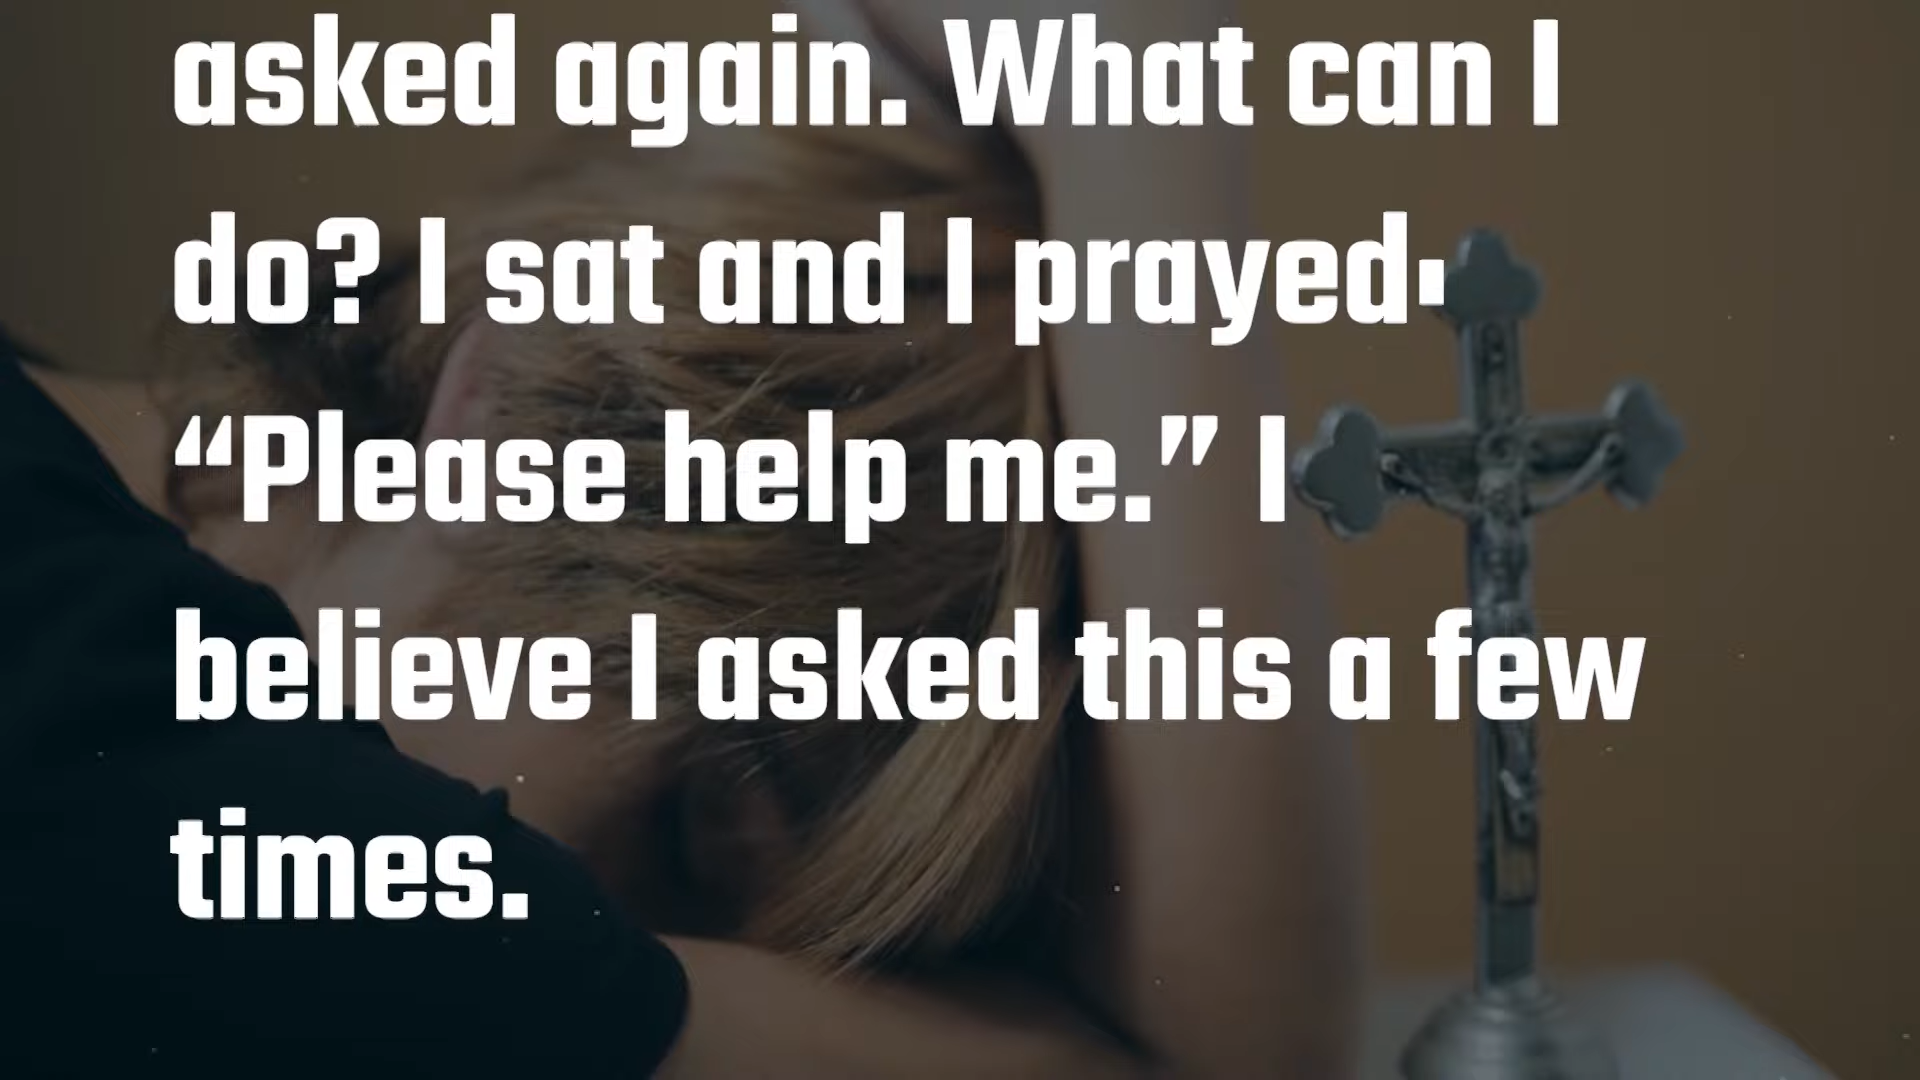 asked again. What can I
do? I sat and I prayed-
“Please help me.” I
believe I asked this a few
times.